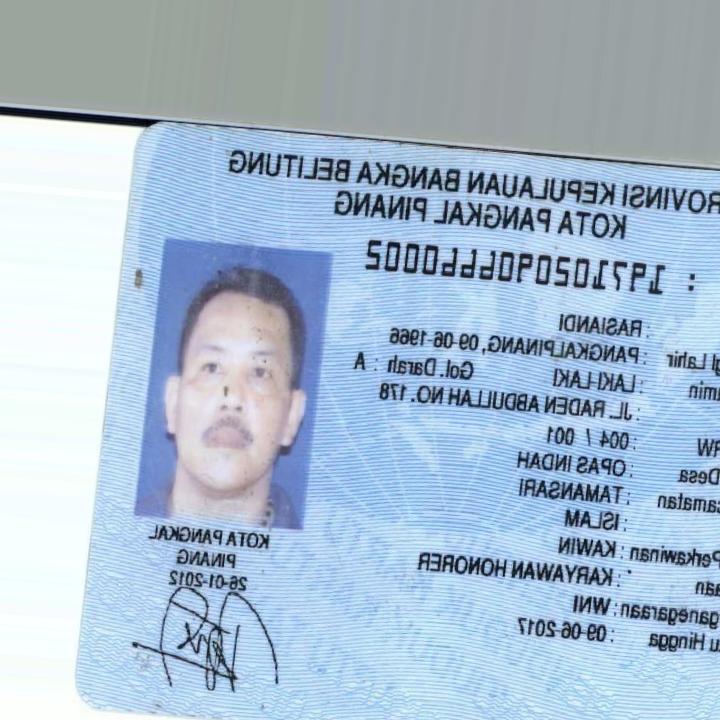 ROVINSI KEPULAUAN BANGKA BELITUNG
KOTA PANGKAL PINANG
: 1971020906660002
: RASIANDI
gl Lahir : PANGKALPINANG, 09-06-1966
amin : LAKI-LAKI Gol. Darah : A
: JL. RADEN ABDULLAH NO. 178
RW : 004 / 001
Desa : OPAS INDAH
camatan : TAMANSARI
: ISLAM
Perkawinan : KAWIN
aan : KARYAWAN HONORER
rganegaraan : WNI
u Hingga : 09-06-2017
KOTA PANGKAL
PINANG
26-01-2012